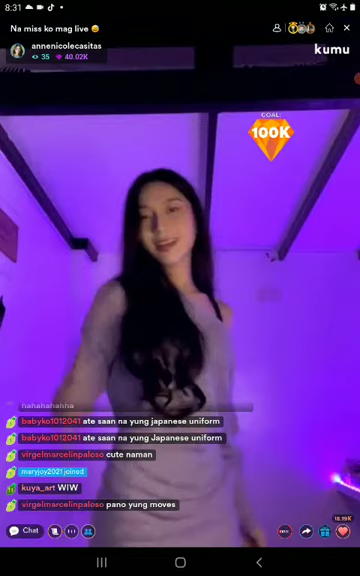 8:31
Na miss ko mag live 😄
annenicolecasitas
35 40.02K
kumu
GOAL:
100K
hahahahahha
babyko1012041 ate saan na yung japanese uniform
babyko1012041 ate saan na yung Japanese uniform
virgelmarcelinpaloso cute naman
maryjoy2021 joined
kuya_art WIW
virgelmarcelinpaloso pano yung moves
18.19K
Chat